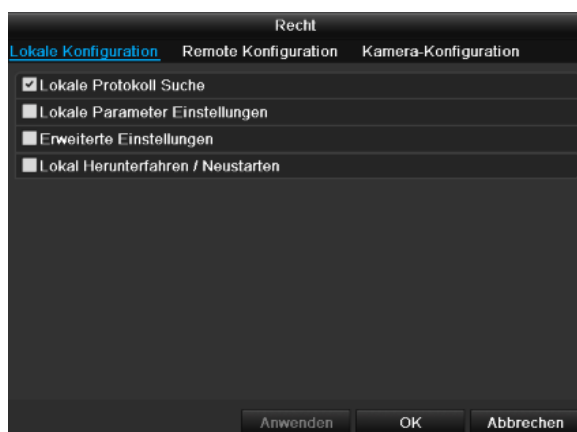 Recht
Lokale Konfiguration Remote Konfiguration Kamera-Konfiguration
Lokale Protokoll Suche
Lokale Parameter Einstellungen
Erweiterte Einstellungen
Lokal Herunterfahren / Neustarten
Anwenden OK Abbrechen